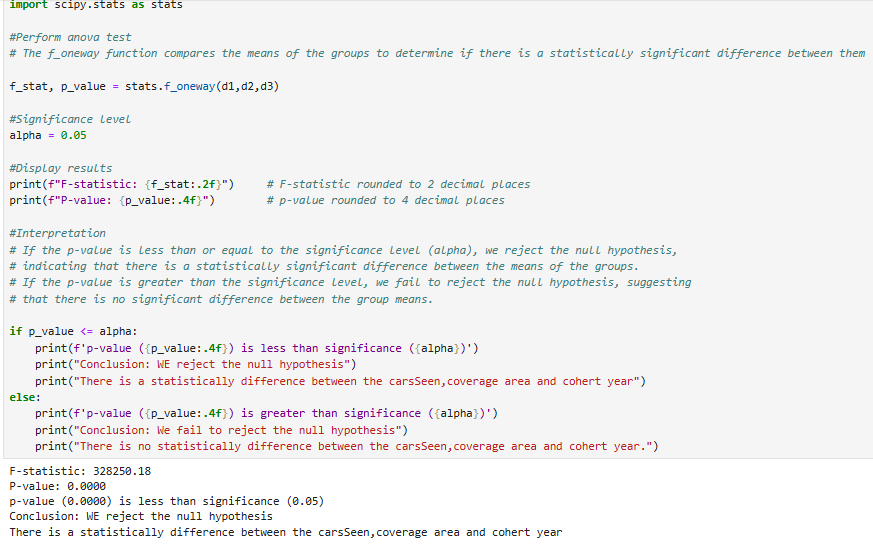 import scipy.stats as stats
#Perform anova test
# The f_oneway function compares the means of the groups to determine if there is a statistically significant difference between them
f_stat, p_value = stats.f_oneway(d1,d2,d3)
#Significance level
alpha = 0.05
#Display results
print(f"F-statistic: {f_stat:.2f}")     # F-statistic rounded to 2 decimal places
print(f"P-value: {p_value:.4f}")        # p-value rounded to 4 decimal places
#Interpretation
# If the p-value is less than or equal to the significance level (alpha), we reject the null hypothesis,
# indicating that there is a statistically significant difference between the means of the groups.
# If the p-value is greater than the significance level, we fail to reject the null hypothesis, suggesting
# that there is no significant difference between the group means.
if p_value <= alpha:
    print(f'p-value ({p_value:.4f}) is less than significance ({alpha})')
    print("Conclusion: WE reject the null hypothesis")
    print("There is a statistically difference between the carsSeen,coverage area and cohert year")
else:
    print(f'p-value ({p_value:.4f}) is greater than significance ({alpha})')
    print("Conclusion: We fail to reject the null hypothesis")
    print("There is no statistically difference between the carsSeen,coverage area and cohert year.")
F-statistic: 328250.18
P-value: 0.0000
p-value (0.0000) is less than significance (0.05)
Conclusion: WE reject the null hypothesis
There is a statistically difference between the carsSeen,coverage area and cohert year